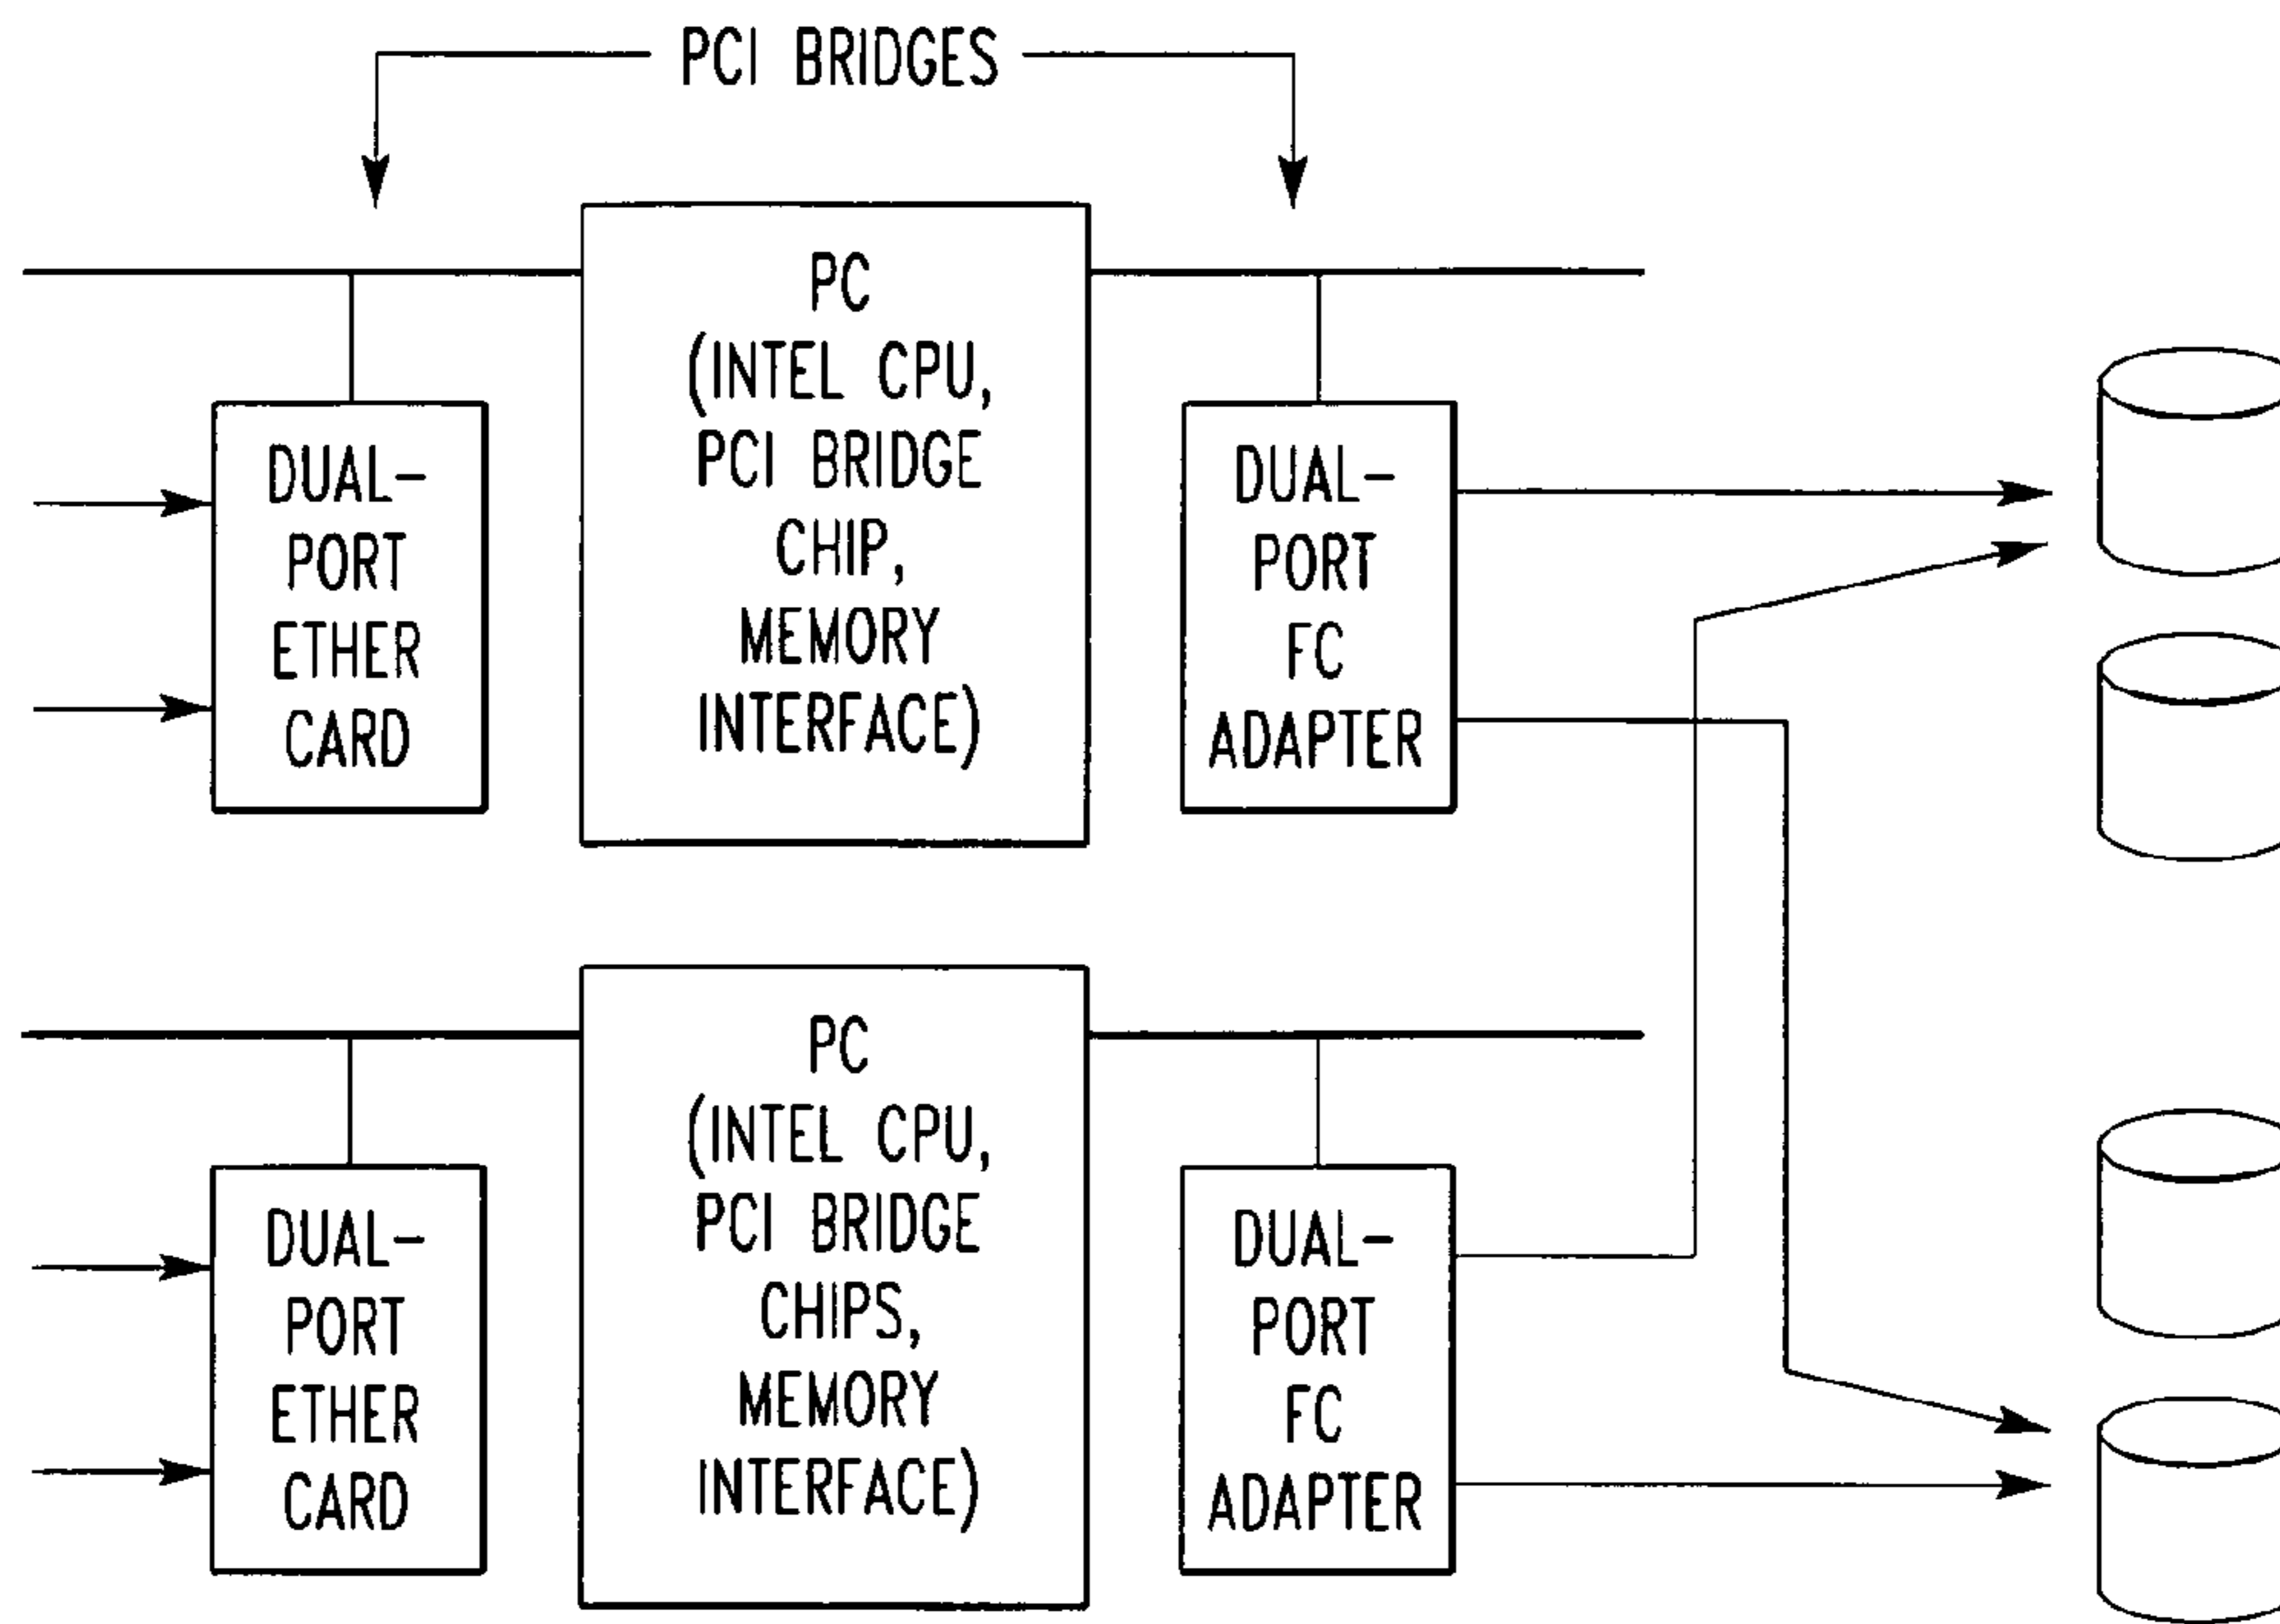 PCI BRIDGES
PC
(INTEL CPU,
PCI BRIDGE
CHIP,
MEMORY
INTERFACE)
DUAL-
PORT
ETHER
CARD
DUAL-
PORT
FC
ADAPTER
PC
(INTEL CPU,
PCI BRIDGE
CHIPS,
MEMORY
INTERFACE)
DUAL-
PORT
ETHER
CARD
DUAL-
PORT
FC
ADAPTER